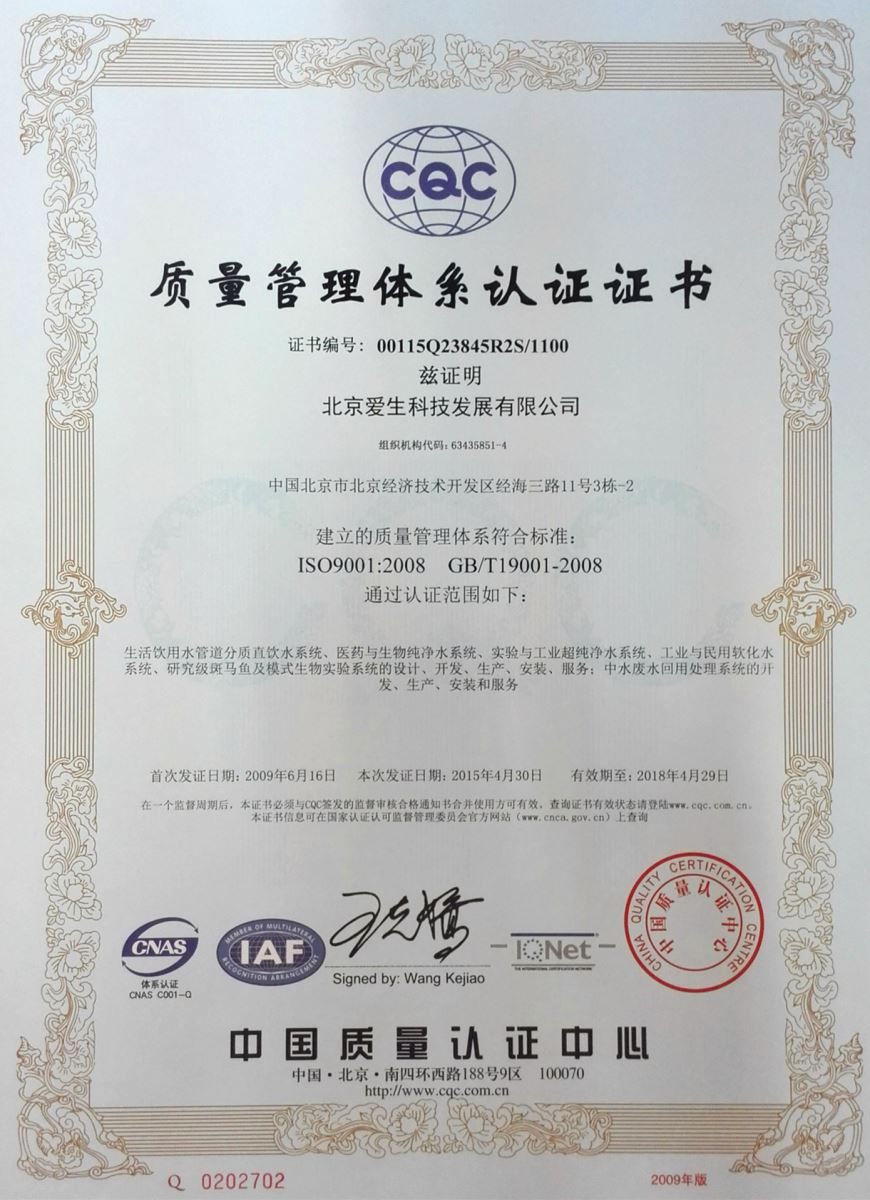 CQC
质量管理体系认证证书
证书编号：00115Q23845R2S/1100
兹证明
北京爱生科技发展有限公司
组织机构代码：63435851-4
中国北京市北京经济技术开发区经海三路11号3栋-2
建立的质量管理体系符合标准：
ISO9001:2008 GB/T19001-2008
通过认证范围如下：
生活饮用水管道分质直饮水系统、医药与生物纯净水系统、实验与工业超纯净水系统、工业与民用软化水
系统、研究级斑马鱼及模式生物实验系统的设计、开发、生产、安装、服务；中水废水回用处理系统的开
发、生产、安装和服务
首次发证日期：2009年6月16日 本次发证日期：2015年4月30日 有效期至：2018年4月29日
在一个监督周期后，本证书必须与CQC签发的监督审核合格通知书合并使用方可有效，查询证书有效状态请登陆www.cqc.com.cn。
本证书信息可在国家认证认可监督管理委员会官方网站（www.cnca.gov.cn）上查询
CNAS
体系认证
CNAS C001-Q
MEMBER OF MULTILATERAL
IAF
RECOGNITION ARRANGEMENT
Signed by: Wang Kejiao
IQNet
THE INTERNATIONAL CERTIFICATION NETWORK
CHINA QUALITY CERTIFICATION CENTRE
中国质量认证中心
中国质量认证中心
中国·北京·南四环西路188号9区 100070
http://www.cqc.com.cn
Q 0202702
2009年版